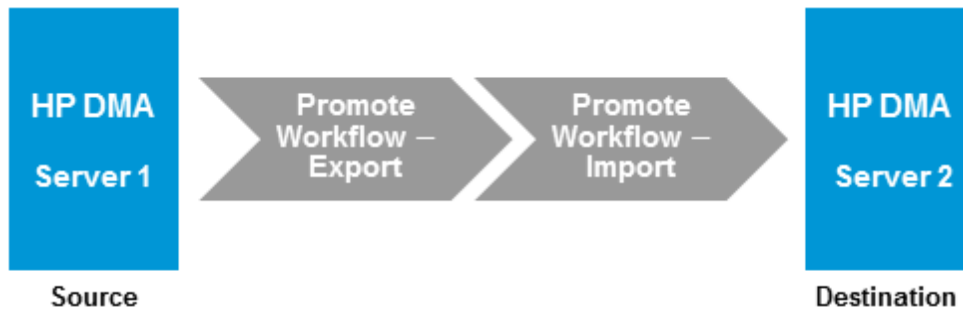 HP DMA
Server 1
Promote
Workflow –
Export
Promote
Workflow –
Import
HP DMA
Server 2
Source
Destination